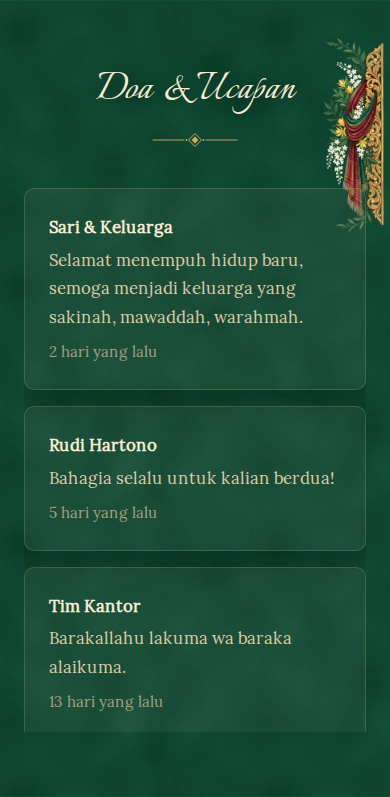 Doa & Ucapan
Sari & Keluarga
Selamat menempuh hidup baru,
semoga menjadi keluarga yang
sakinah, mawaddah, warahmah.
2 hari yang lalu
Rudi Hartono
Bahagia selalu untuk kalian berdua!
5 hari yang lalu
Tim Kantor
Barakallahu lakuma wa baraka
alaikuma.
13 hari yang lalu